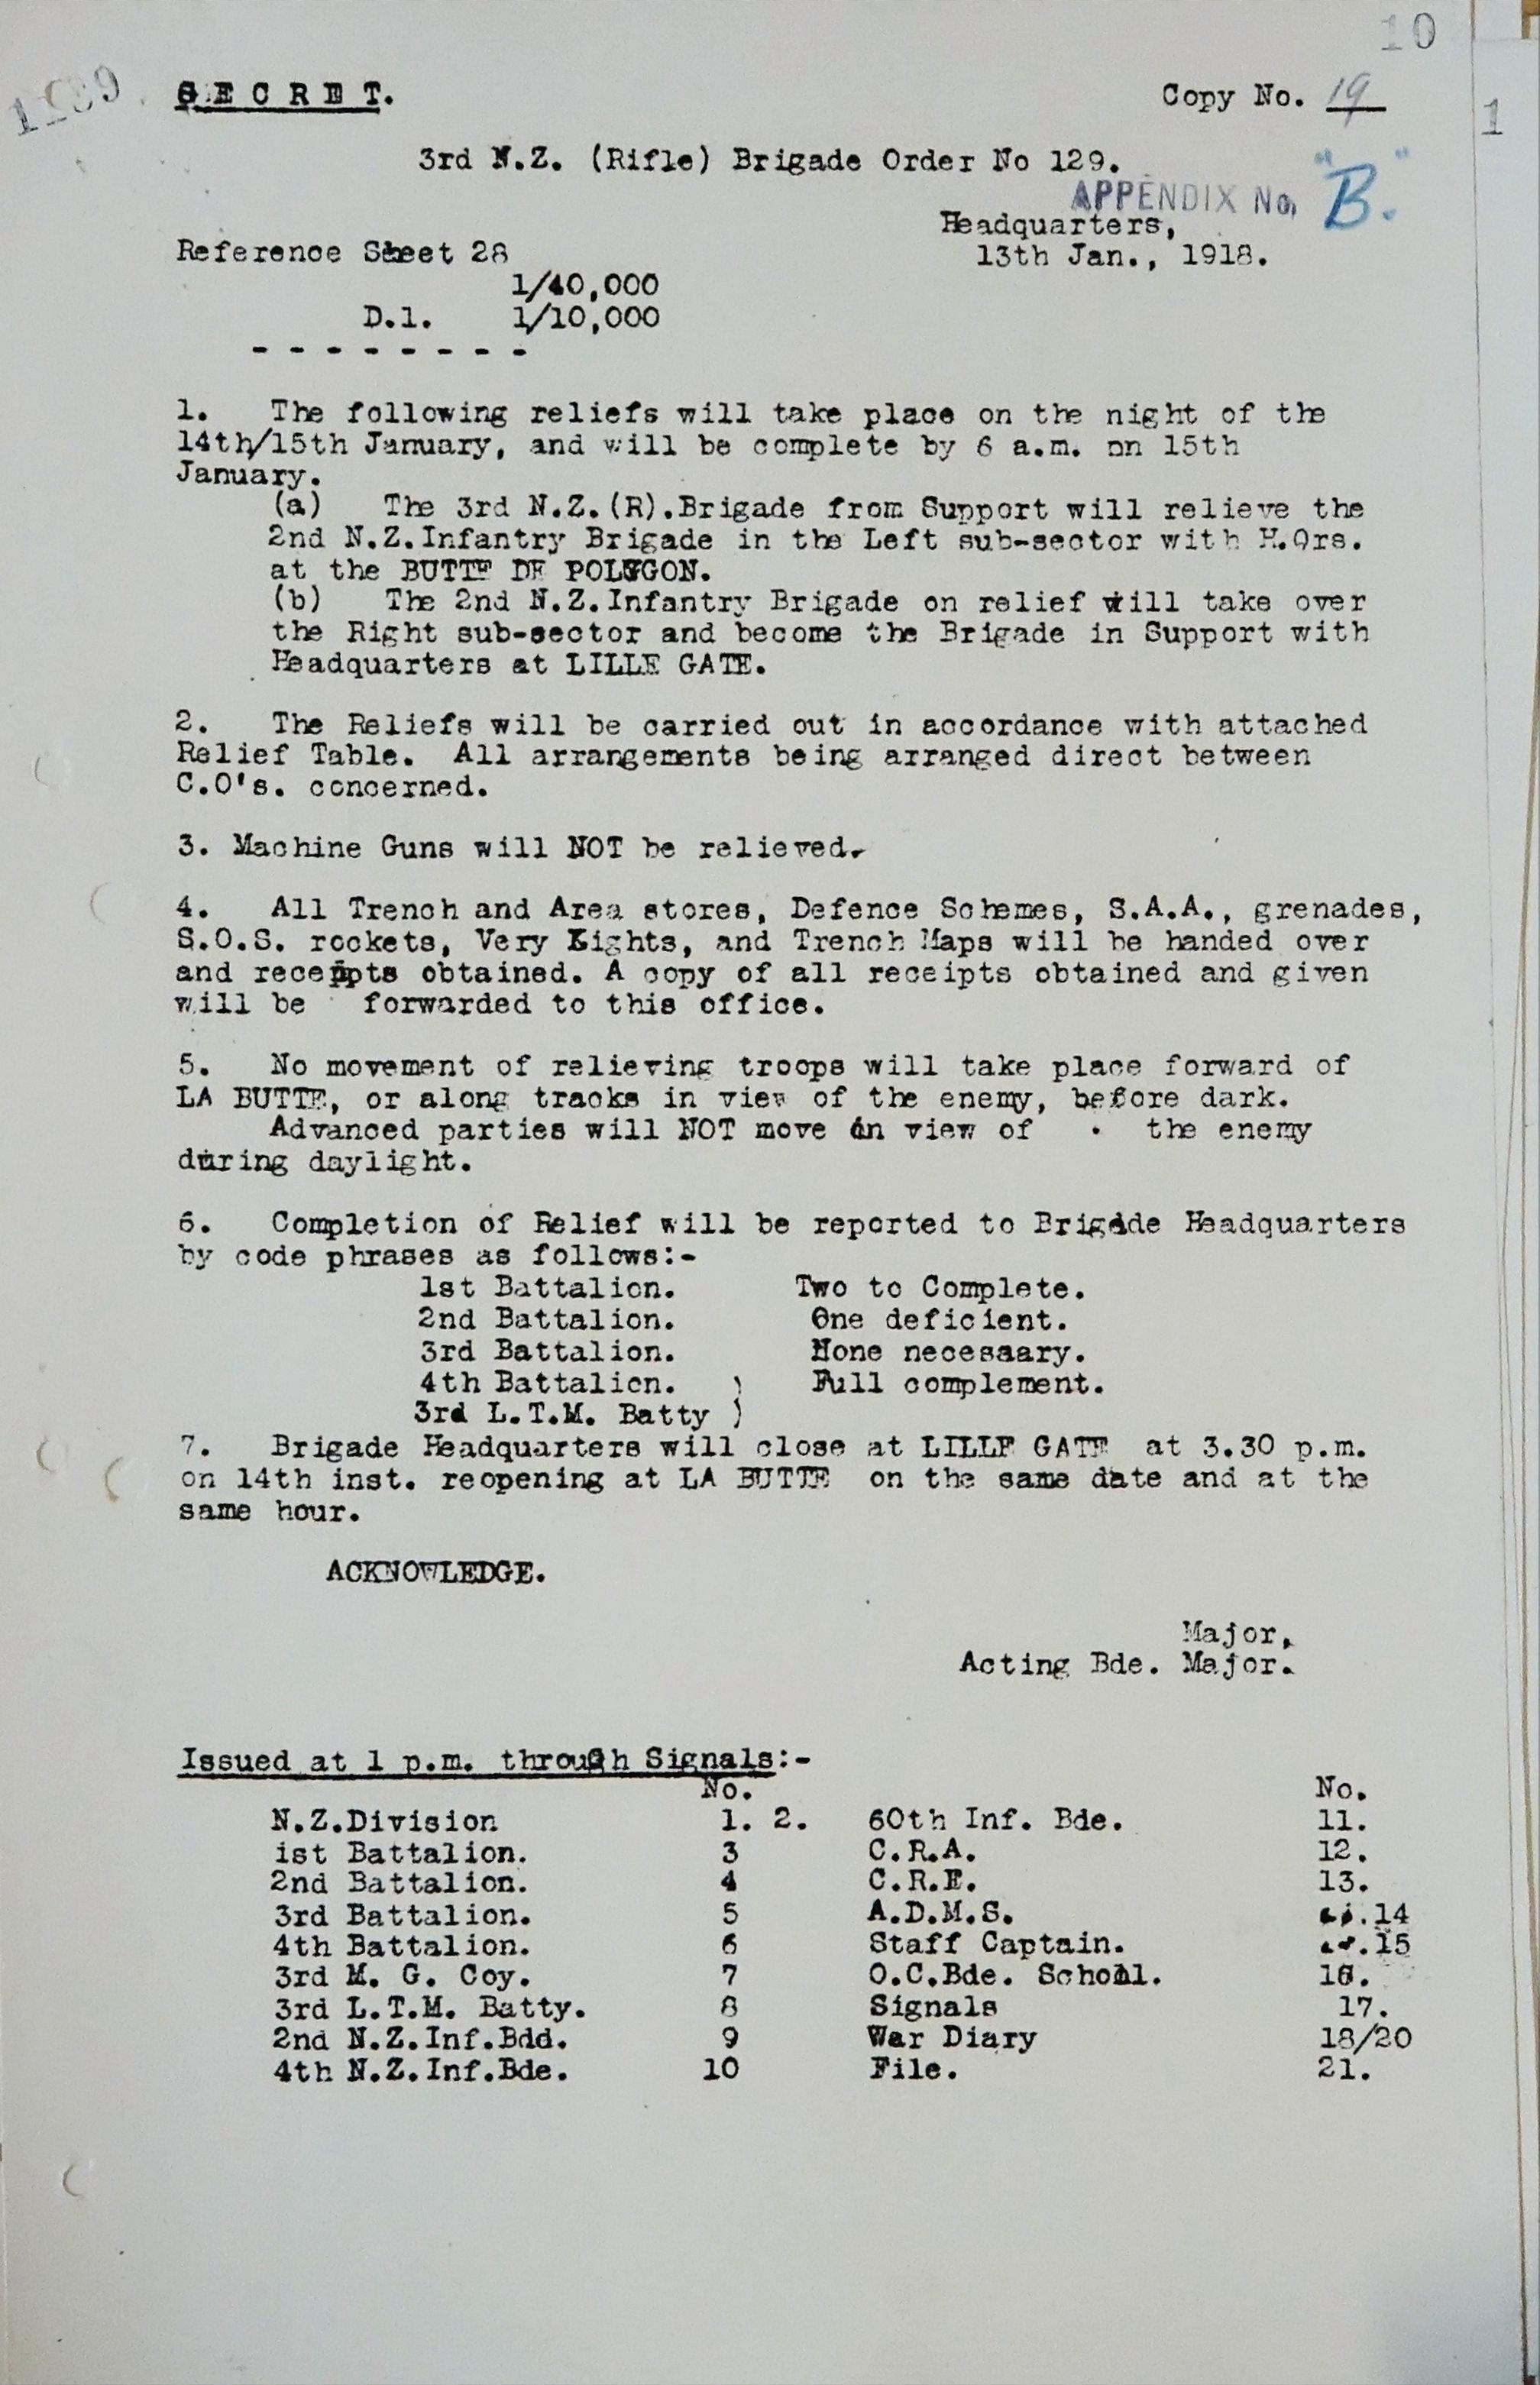 10
SECRET.
Copy No. 19
1
3rd N.Z. (Rifle) Brigade Order No 129.
APPENDIX No. "B."
Headquarters,
13th Jan., 1918.
Reference Sheet 28
1/40,000
D.1. 1/10,000
- - - - - - - -
1. The following reliefs will take place on the night of the
14th/15th January, and will be complete by 6 a.m. on 15th
January.
(a) The 3rd N.Z.(R).Brigade from Support will relieve the
2nd N.Z.Infantry Brigade in the Left sub-sector with H.Qrs.
at the BUTTE DE POLYGON.
(b) The 2nd N.Z.Infantry Brigade on relief will take over
the Right sub-sector and become the Brigade in Support with
Headquarters at LILLE GATE.
2. The Reliefs will be carried out in accordance with attached
Relief Table. All arrangements being arranged direct between
C.O's. concerned.
3. Machine Guns will NOT be relieved.
4. All Trench and Area stores, Defence Schemes, S.A.A., grenades,
S.O.S. rockets, Very Lights, and Trench Maps will be handed over
and receipts obtained. A copy of all receipts obtained and given
will be forwarded to this office.
5. No movement of relieving troops will take place forward of
LA BUTTE, or along tracks in view of the enemy, before dark.
Advanced parties will NOT move in view of . the enemy
during daylight.
6. Completion of Relief will be reported to Brigade Headquarters
by code phrases as follows:-
1st Battalion. Two to Complete.
2nd Battalion. One deficient.
3rd Battalion. None necesaary.
4th Battalion. ) Full complement.
3rd L.T.M. Batty )
7. Brigade Headquarters will close at LILLE GATE at 3.30 p.m.
on 14th inst. reopening at LA BUTTE on the same date and at the
same hour.
ACKNOWLEDGE.
Major,
Acting Bde. Major.
Issued at 1 p.m. through Signals:-
No. No.
N.Z.Division 1. 2. 60th Inf. Bde. 11.
ist Battalion. 3 C.R.A. 12.
2nd Battalion. 4 C.R.E. 13.
3rd Battalion. 5 A.D.M.S. 14
4th Battalion. 6 Staff Captain. 15
3rd M. G. Coy. 7 O.C.Bde. School. 16.
3rd L.T.M. Batty. 8 Signals 17.
2nd N.Z.Inf.Bdd. 9 War Diary 18/20
4th N.Z.Inf.Bde. 10 File. 21.